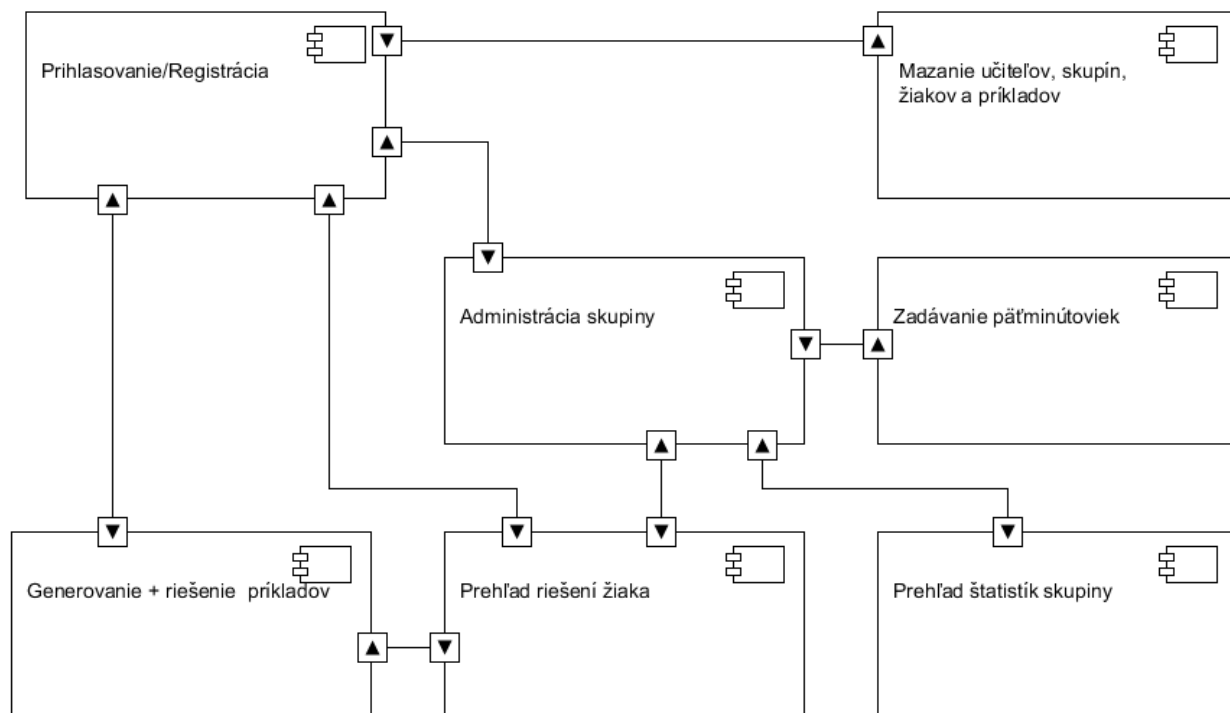 Prihlasovanie/Registrácia
Mazanie učiteľov, skupín,
žiakov a príkladov
Administrácia skupiny
Zadávanie päťminútoviek
Generovanie + riešenie  príkladov
Prehľad riešení žiaka
Prehľad štatistík skupiny